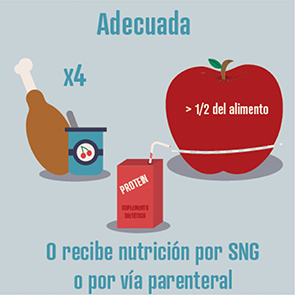 Adecuada
x4
> 1/2 del alimento
PROTEIN
SUPLEMENTO
DIETÉTICO
O recibe nutrición por SNG
o por vía parenteral